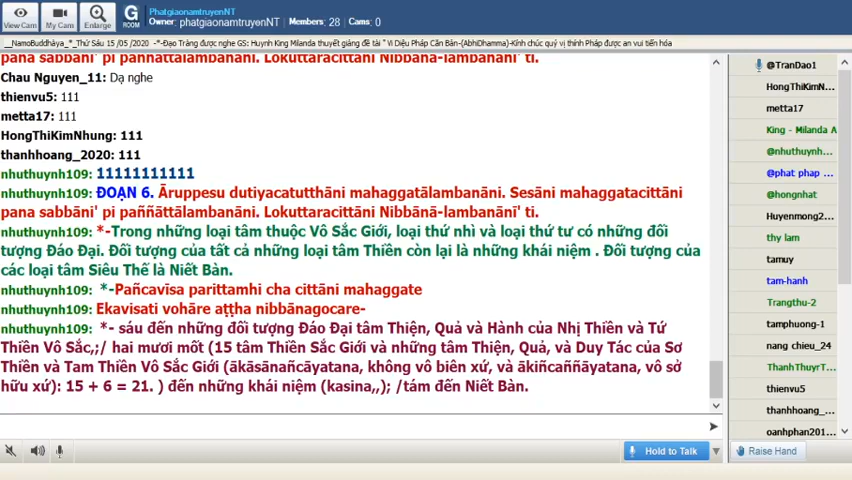 View Cam
My Cam
Enlarge
G
ROOM
PhatgiaonamtruyenNT
Owner: phatgiaonamtruyenNT | Members: 28 | Cams: 0
__NamoBuddhàya_*_Thứ Sáu 15 /05 /2020 -*-Đạo Tràng được nghe GS: Huynh King Milanda thuyết giảng đề tài " Vi Diệu Pháp Căn Bản-(AbhiDhamma)-Kính chúc quý vị thính Pháp được an vui tiến hóa
pana sabbāni' pi paññattālambanāni. Lokuttaracittāni Nibbānā-lambanāni' ti.
Chau Nguyen_11: Dạ nghe
thienvu5: 111
metta17: 111
HongThiKimNhung: 111
thanhhoang_2020: 111
nhuthuynh109: 11111111111
nhuthuynh109: ĐOẠN 6. Āruppesu dutiyacatutthāni mahaggatālambanāni. Sesāni mahaggatacittāni
pana sabbāni' pi paññattālambanāni. Lokuttaracittāni Nibbānā-lambanāni' ti.
nhuthuynh109: *-Trong những loại tâm thuộc Vô Sắc Giới, loại thứ nhì và loại thứ tư có những đối
tượng Đáo Đại. Đối tượng của tất cả những loại tâm Thiền còn lại là những khái niệm . Đối tượng của
các loại tâm Siêu Thế là Niết Bàn.
nhuthuynh109: *-Pañcavīsa parittamhi cha cittāni mahaggate
nhuthuynh109: Ekavisati vohāre aṭṭha nibbānagocare-
nhuthuynh109: *- sáu đến những đối tượng Đáo Đại tâm Thiện, Quả và Hành của Nhị Thiền và Tứ
Thiền Vô Sắc,;/ hai mươi mốt (15 tâm Thiền Sắc Giới và những tâm Thiện, Quả, và Duy Tác của Sơ
Thiền và Tam Thiền Vô Sắc Giới (ākāsānañcāyatana, không vô biên xứ, và ākiñcaññāyatana, vô sở
hữu xứ): 15 + 6 = 21. ) đến những khái niệm (kasina,,); /tám đến Niết Bàn.
Hold to Talk
@TranDao1
HongThiKimN...
metta17
King - Milanda A
@nhuthuynh...
@phat phap ...
@hongnhat
Huyenmong2...
thy lam
tamuy
tam-hanh
Trangthu-2
tamphuong-1
nang chieu_24
ThanhThuyrT...
thienvu5
thanhhoang_...
oanhphan201...
Raise Hand